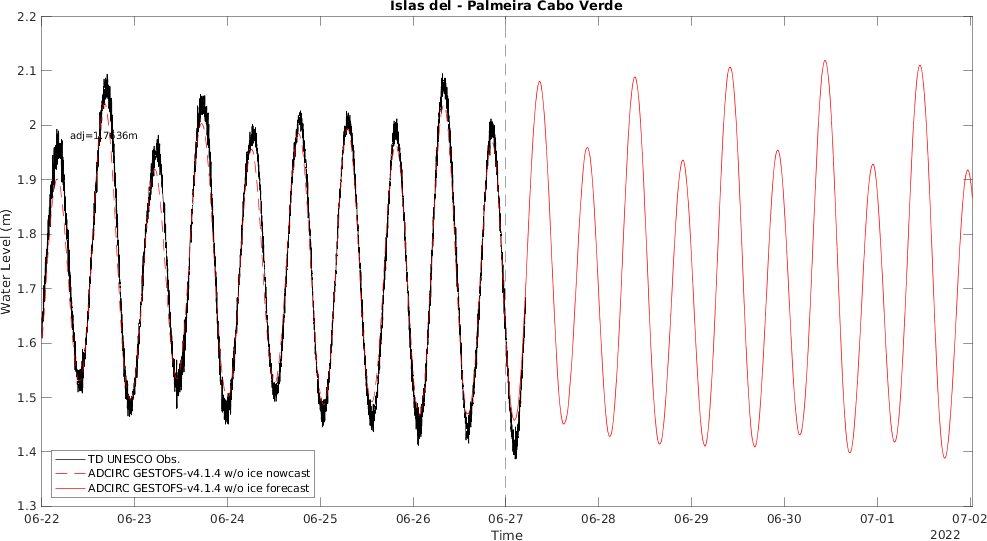 Islas del - Palmeira Cabo Verde
2.2
2.1
2
1.9
1.8
1.7
1.6
1.5
1.4
1.3
Water Level (m)
adj=1.7636m
TD UNESCO Obs.
ADCIRC GESTOFS-v4.1.4 w/o ice nowcast
ADCIRC GESTOFS-v4.1.4 w/o ice forecast
06-22 06-23 06-24 06-25 06-26 06-27 06-28 06-29 06-30 07-01 07-02
Time
2022